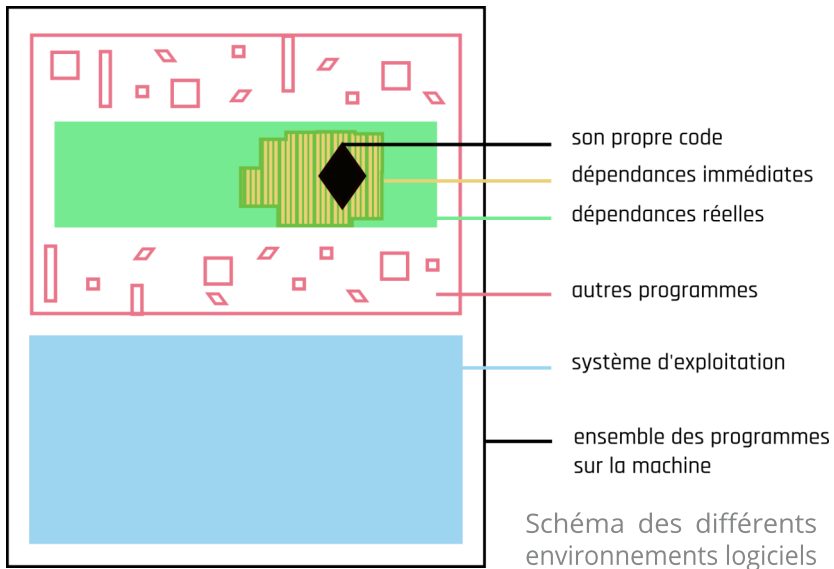 son propre code
dépendances immédiates
dépendances réelles
autres programmes
système d'exploitation
ensemble des programmes
sur la machine
Schéma des différents
environnements logiciels